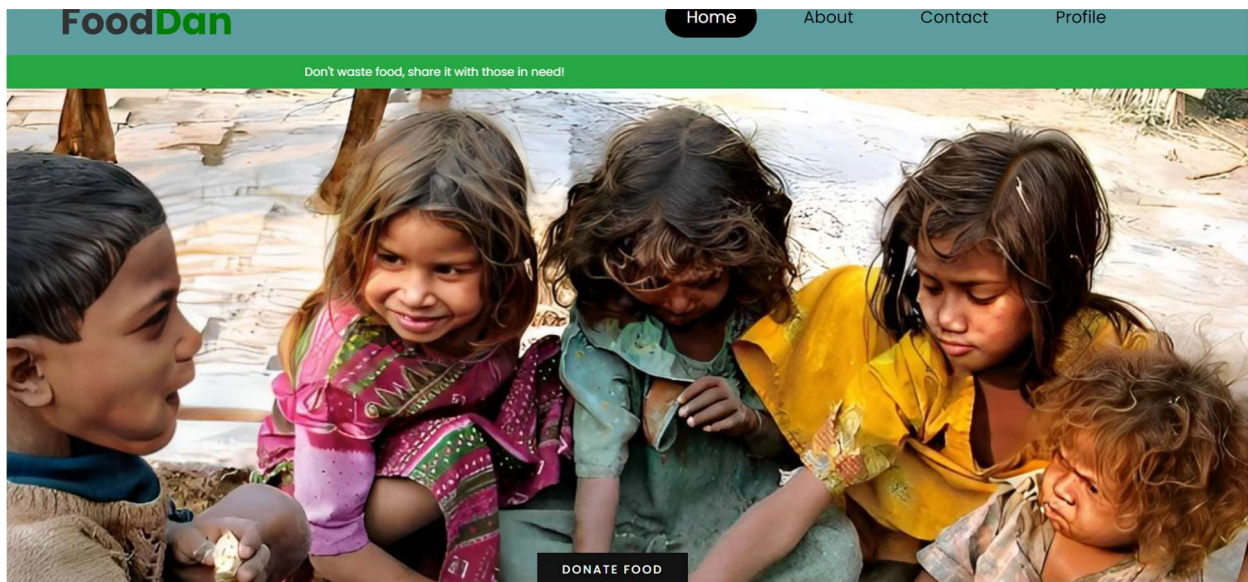 FoodDan
Home About Contact Profile
Don't waste food, share it with those in need!
DONATE FOOD